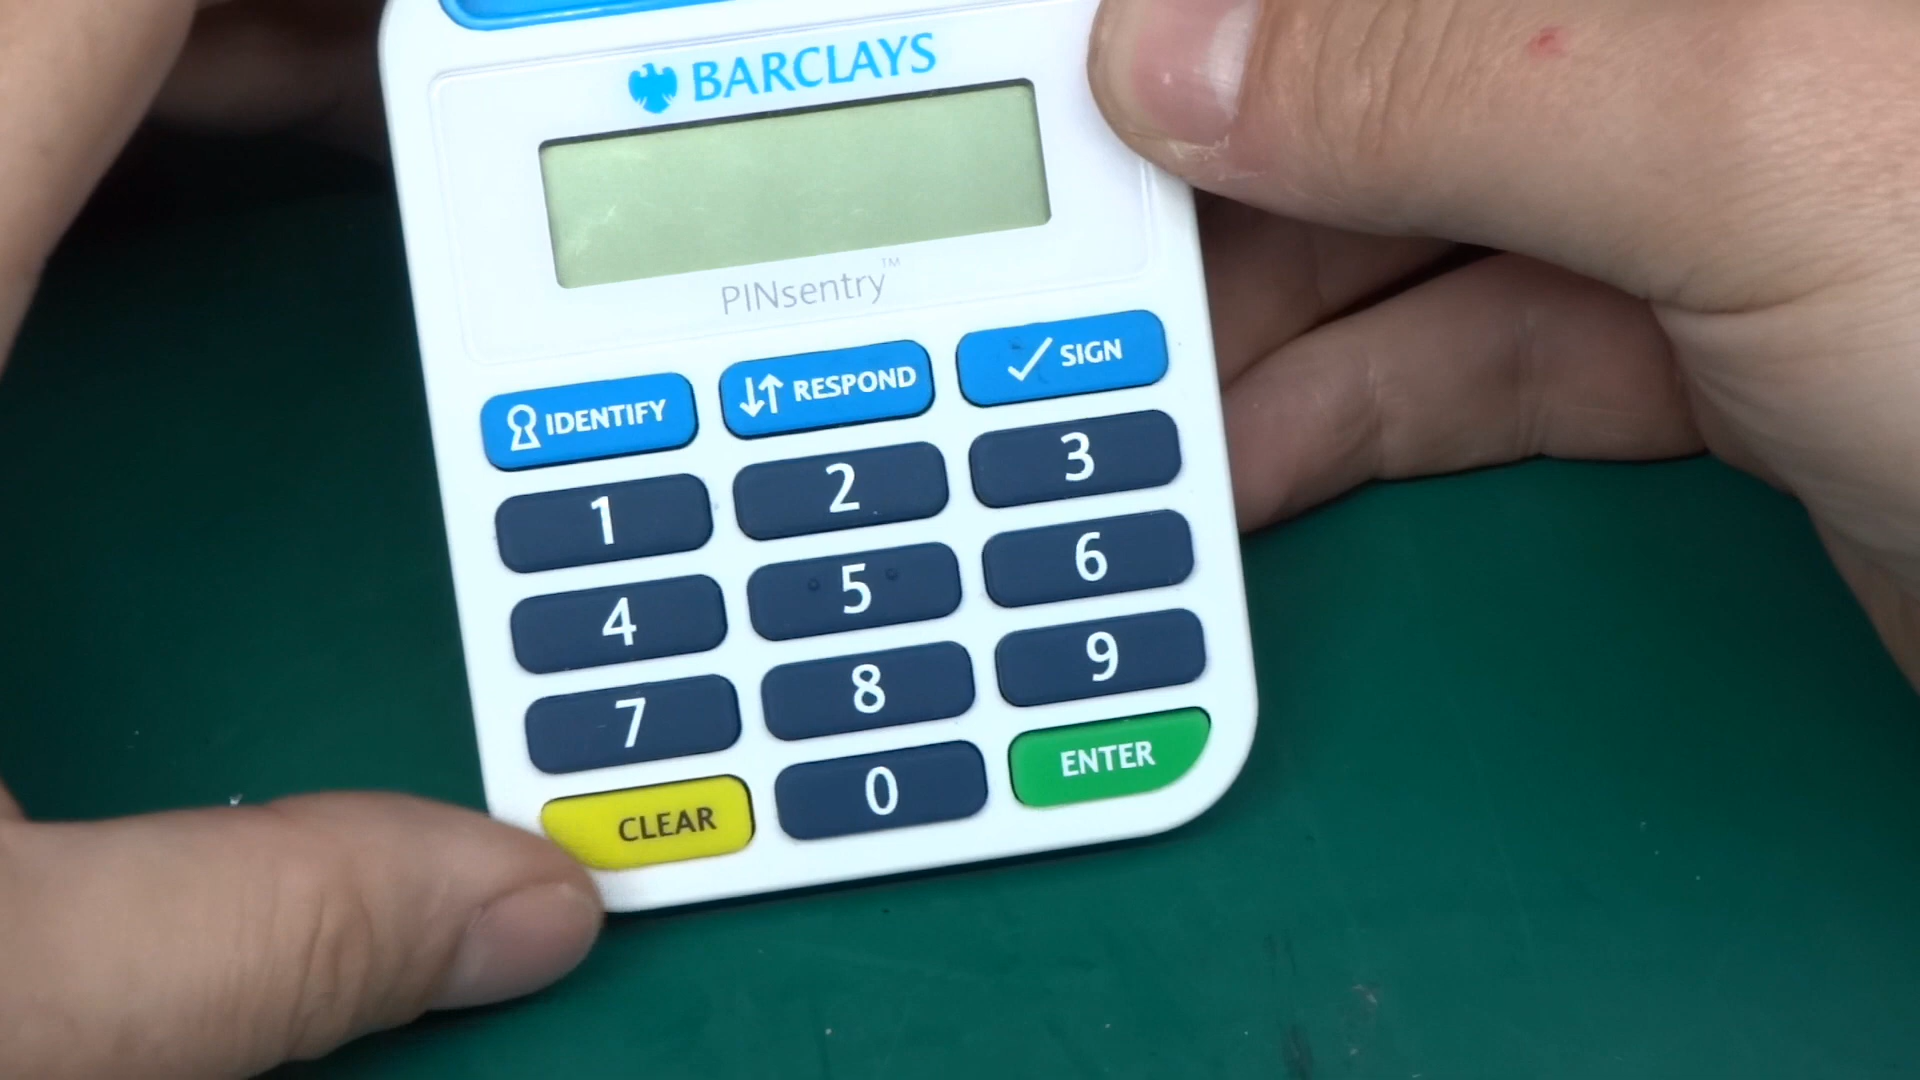 BARCLAYS
PINsentry™
IDENTIFY RESPOND SIGN
1 2 3
4 5 6
7 8 9
CLEAR 0 ENTER